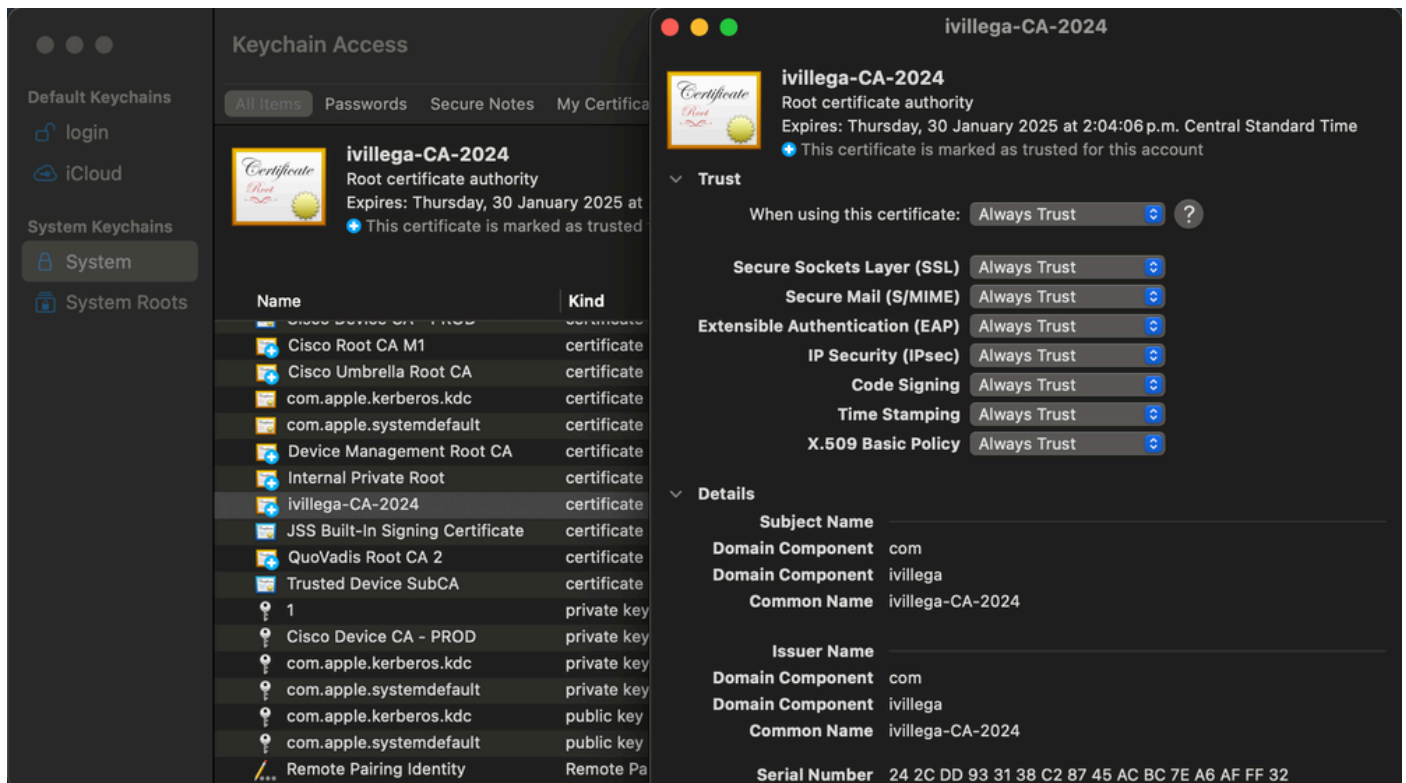 Keychain Access
Default Keychains
login
iCloud
System Keychains
System
System Roots
All Items Passwords Secure Notes My Certifica
Certificate
Root
ivillega-CA-2024
Root certificate authority
Expires: Thursday, 30 January 2025 at
This certificate is marked as trusted
Name Kind
Cisco Device CA - PROD certificate
Cisco Root CA M1 certificate
Cisco Umbrella Root CA certificate
com.apple.kerberos.kdc certificate
com.apple.systemdefault certificate
Device Management Root CA certificate
Internal Private Root certificate
ivillega-CA-2024 certificate
JSS Built-In Signing Certificate certificate
QuoVadis Root CA 2 certificate
Trusted Device SubCA certificate
1 private key
Cisco Device CA - PROD private key
com.apple.kerberos.kdc private key
com.apple.systemdefault private key
com.apple.kerberos.kdc public key
com.apple.systemdefault public key
Remote Pairing Identity Remote Pa
ivillega-CA-2024
Certificate
Root
ivillega-CA-2024
Root certificate authority
Expires: Thursday, 30 January 2025 at 2:04:06 p.m. Central Standard Time
This certificate is marked as trusted for this account
Trust
When using this certificate: Always Trust ?
Secure Sockets Layer (SSL) Always Trust
Secure Mail (S/MIME) Always Trust
Extensible Authentication (EAP) Always Trust
IP Security (IPsec) Always Trust
Code Signing Always Trust
Time Stamping Always Trust
X.509 Basic Policy Always Trust
Details
Subject Name
Domain Component com
Domain Component ivillega
Common Name ivillega-CA-2024
Issuer Name
Domain Component com
Domain Component ivillega
Common Name ivillega-CA-2024
Serial Number 24 2C DD 93 31 38 C2 87 45 AC BC 7E A6 AF FF 32